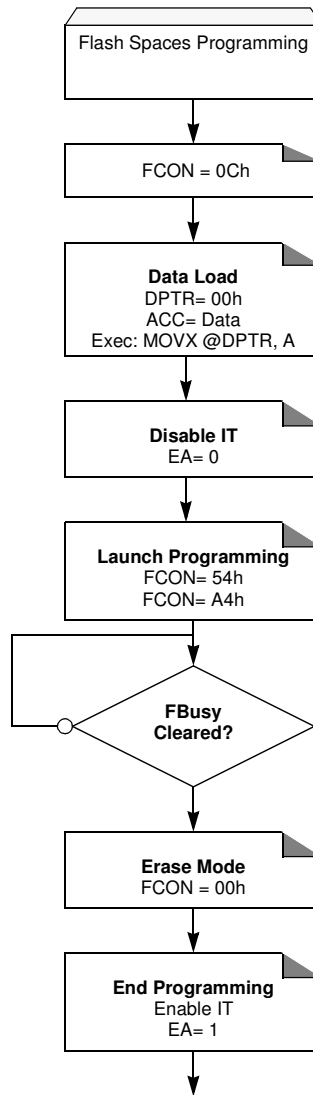 Flash Spaces Programming
FCON = 0Ch
Data Load
DPTR= 00h
ACC= Data
Exec: MOVX @DPTR, A
Disable IT
EA= 0
Launch Programming
FCON= 54h
FCON= A4h
FBusy
Cleared?
Erase Mode
FCON = 00h
End Programming
Enable IT
EA= 1